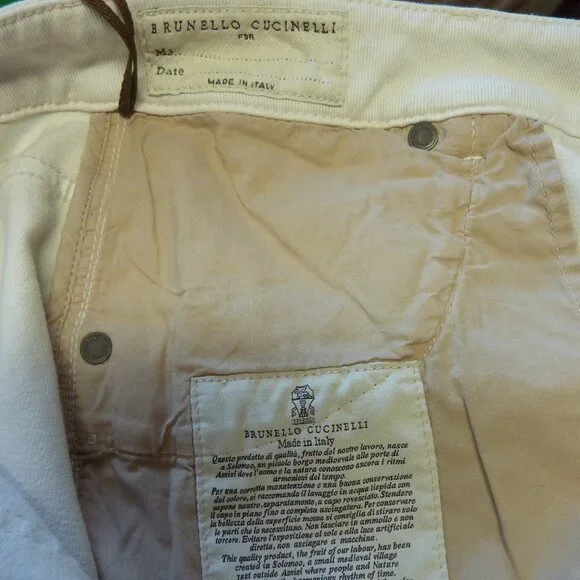 BRUNELLO CUCINELLI
FOR
Mr.
Date
MADE IN ITALY
BRUNELLO CUCINELLI
Made in Italy
Questo prodotto di qualità, frutto del nostro lavoro, nasce
a Solomeo, un piccolo borgo medioevale alle porte di
Assisi dove l'uomo e la natura conoscono ancora i ritmi
armoniosi del tempo.
Per una corretta manutenzione e una buona conservazione
del colore, si raccomanda il lavaggio in acqua tiepida con
sapone neutro, separatamente, a capo rovesciato. Stendere
il capo in piano fino a completa asciugatura. Per conservare
la bellezza della superficie mossa si consiglia di stirare solo
le parti che lo necessitano. Non lasciare in ammollo e non
torcere. Evitare l'esposizione al sole e alla luce artificiale
diretta, non asciugare a macchina.
This quality product, the fruit of our labour, has been
created in Solomeo, a small medieval village
just outside Assisi where people and Nature
harmonious rhythm of time.